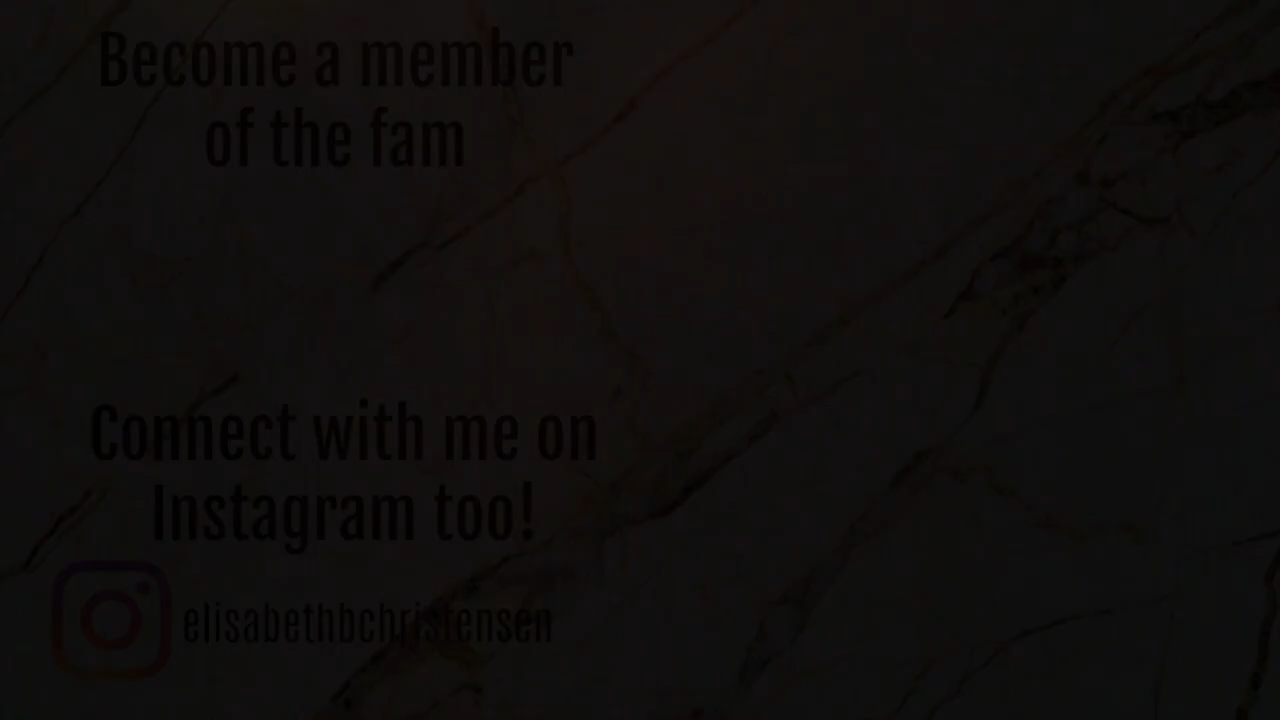 Become a member
of the fam
Connect with me on
Instagram too!
elisabethbchristensen